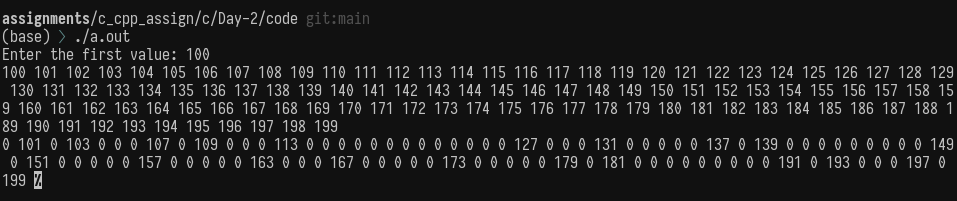 assignments/c_cpp_assign/c/Day-2/code git:main
(base) > ./a.out
Enter the first value: 100
100 101 102 103 104 105 106 107 108 109 110 111 112 113 114 115 116 117 118 119 120 121 122 123 124 125 126 127 128 129
130 131 132 133 134 135 136 137 138 139 140 141 142 143 144 145 146 147 148 149 150 151 152 153 154 155 156 157 158 15
9 160 161 162 163 164 165 166 167 168 169 170 171 172 173 174 175 176 177 178 179 180 181 182 183 184 185 186 187 188 1
89 190 191 192 193 194 195 196 197 198 199
0 101 0 103 0 0 0 107 0 109 0 0 0 113 0 0 0 0 0 0 0 0 0 0 0 0 0 127 0 0 0 131 0 0 0 0 0 137 0 139 0 0 0 0 0 0 0 0 0 149
0 151 0 0 0 0 0 157 0 0 0 0 0 163 0 0 0 167 0 0 0 0 0 173 0 0 0 0 0 179 0 181 0 0 0 0 0 0 0 0 0 191 0 193 0 0 0 197 0
199 %